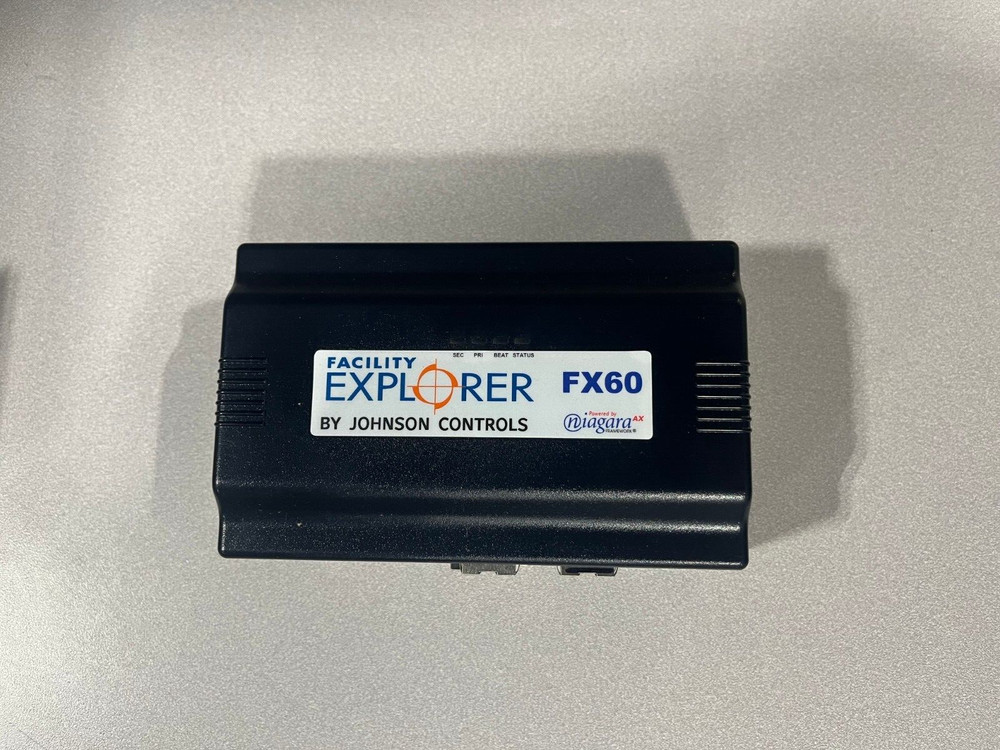 SEC PRI BEAT STATUS
FACILITY
EXPLORER
FX60
BY JOHNSON CONTROLS
Powered by
niagara AX
FRAMEWORK®